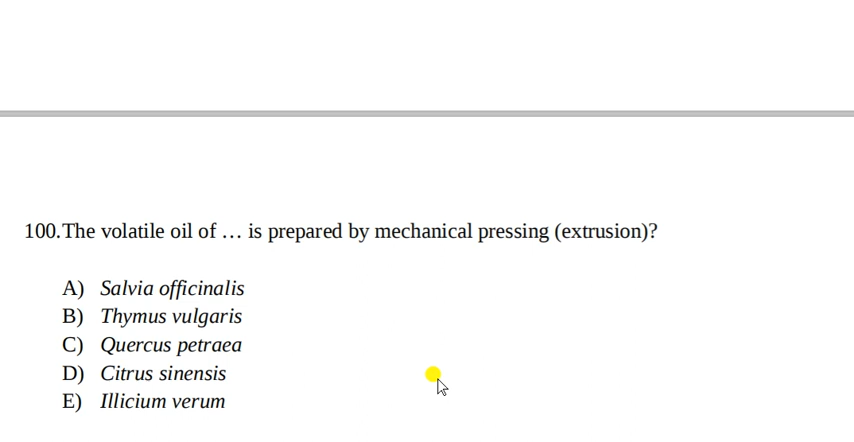 100.The volatile oil of … is prepared by mechanical pressing (extrusion)?
A) Salvia officinalis
B) Thymus vulgaris
C) Quercus petraea
D) Citrus sinensis
E) Illicium verum